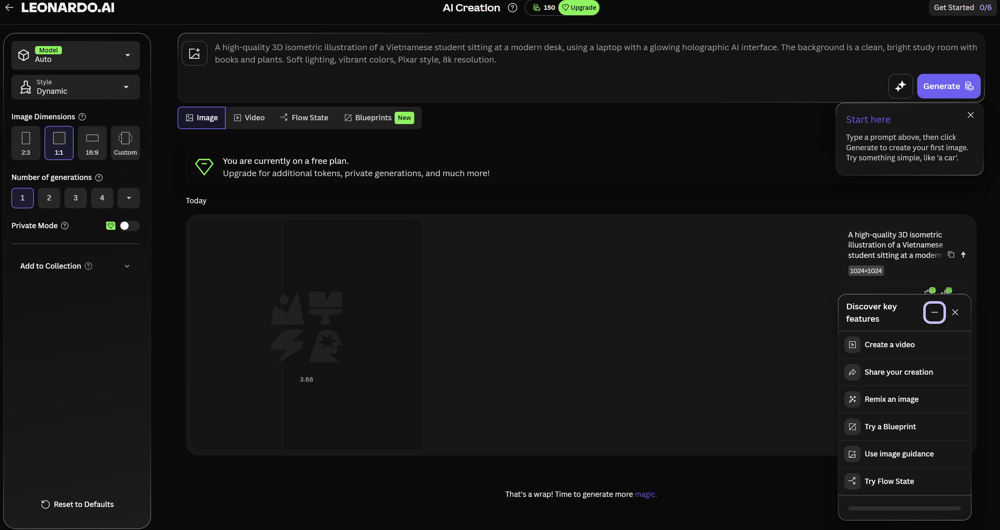 LEONARDO.AI
AI Creation
150
Upgrade
Get Started 0/6
Model
Auto
Style
Dynamic
Image Dimensions
2:3
1:1
16:9
Custom
Number of generations
1
2
3
4
Private Mode
Add to Collection
Reset to Defaults
A high-quality 3D isometric illustration of a Vietnamese student sitting at a modern desk, using a laptop with a glowing holographic AI interface. The background is a clean, bright study room with
books and plants. Soft lighting, vibrant colors, Pixar style, 8k resolution.
Generate
Image
Video
Flow State
Blueprints
New
Start here
Type a prompt above, then click
Generate to create your first image.
Try something simple, like 'a car'.
You are currently on a free plan.
Upgrade for additional tokens, private generations, and much more!
Today
3.68
A high-quality 3D isometric
illustration of a Vietnamese
student sitting at a modern
1024×1024
Discover key
features
Create a video
Share your creation
Remix an image
Try a Blueprint
Use image guidance
Try Flow State
That's a wrap! Time to generate more magic.